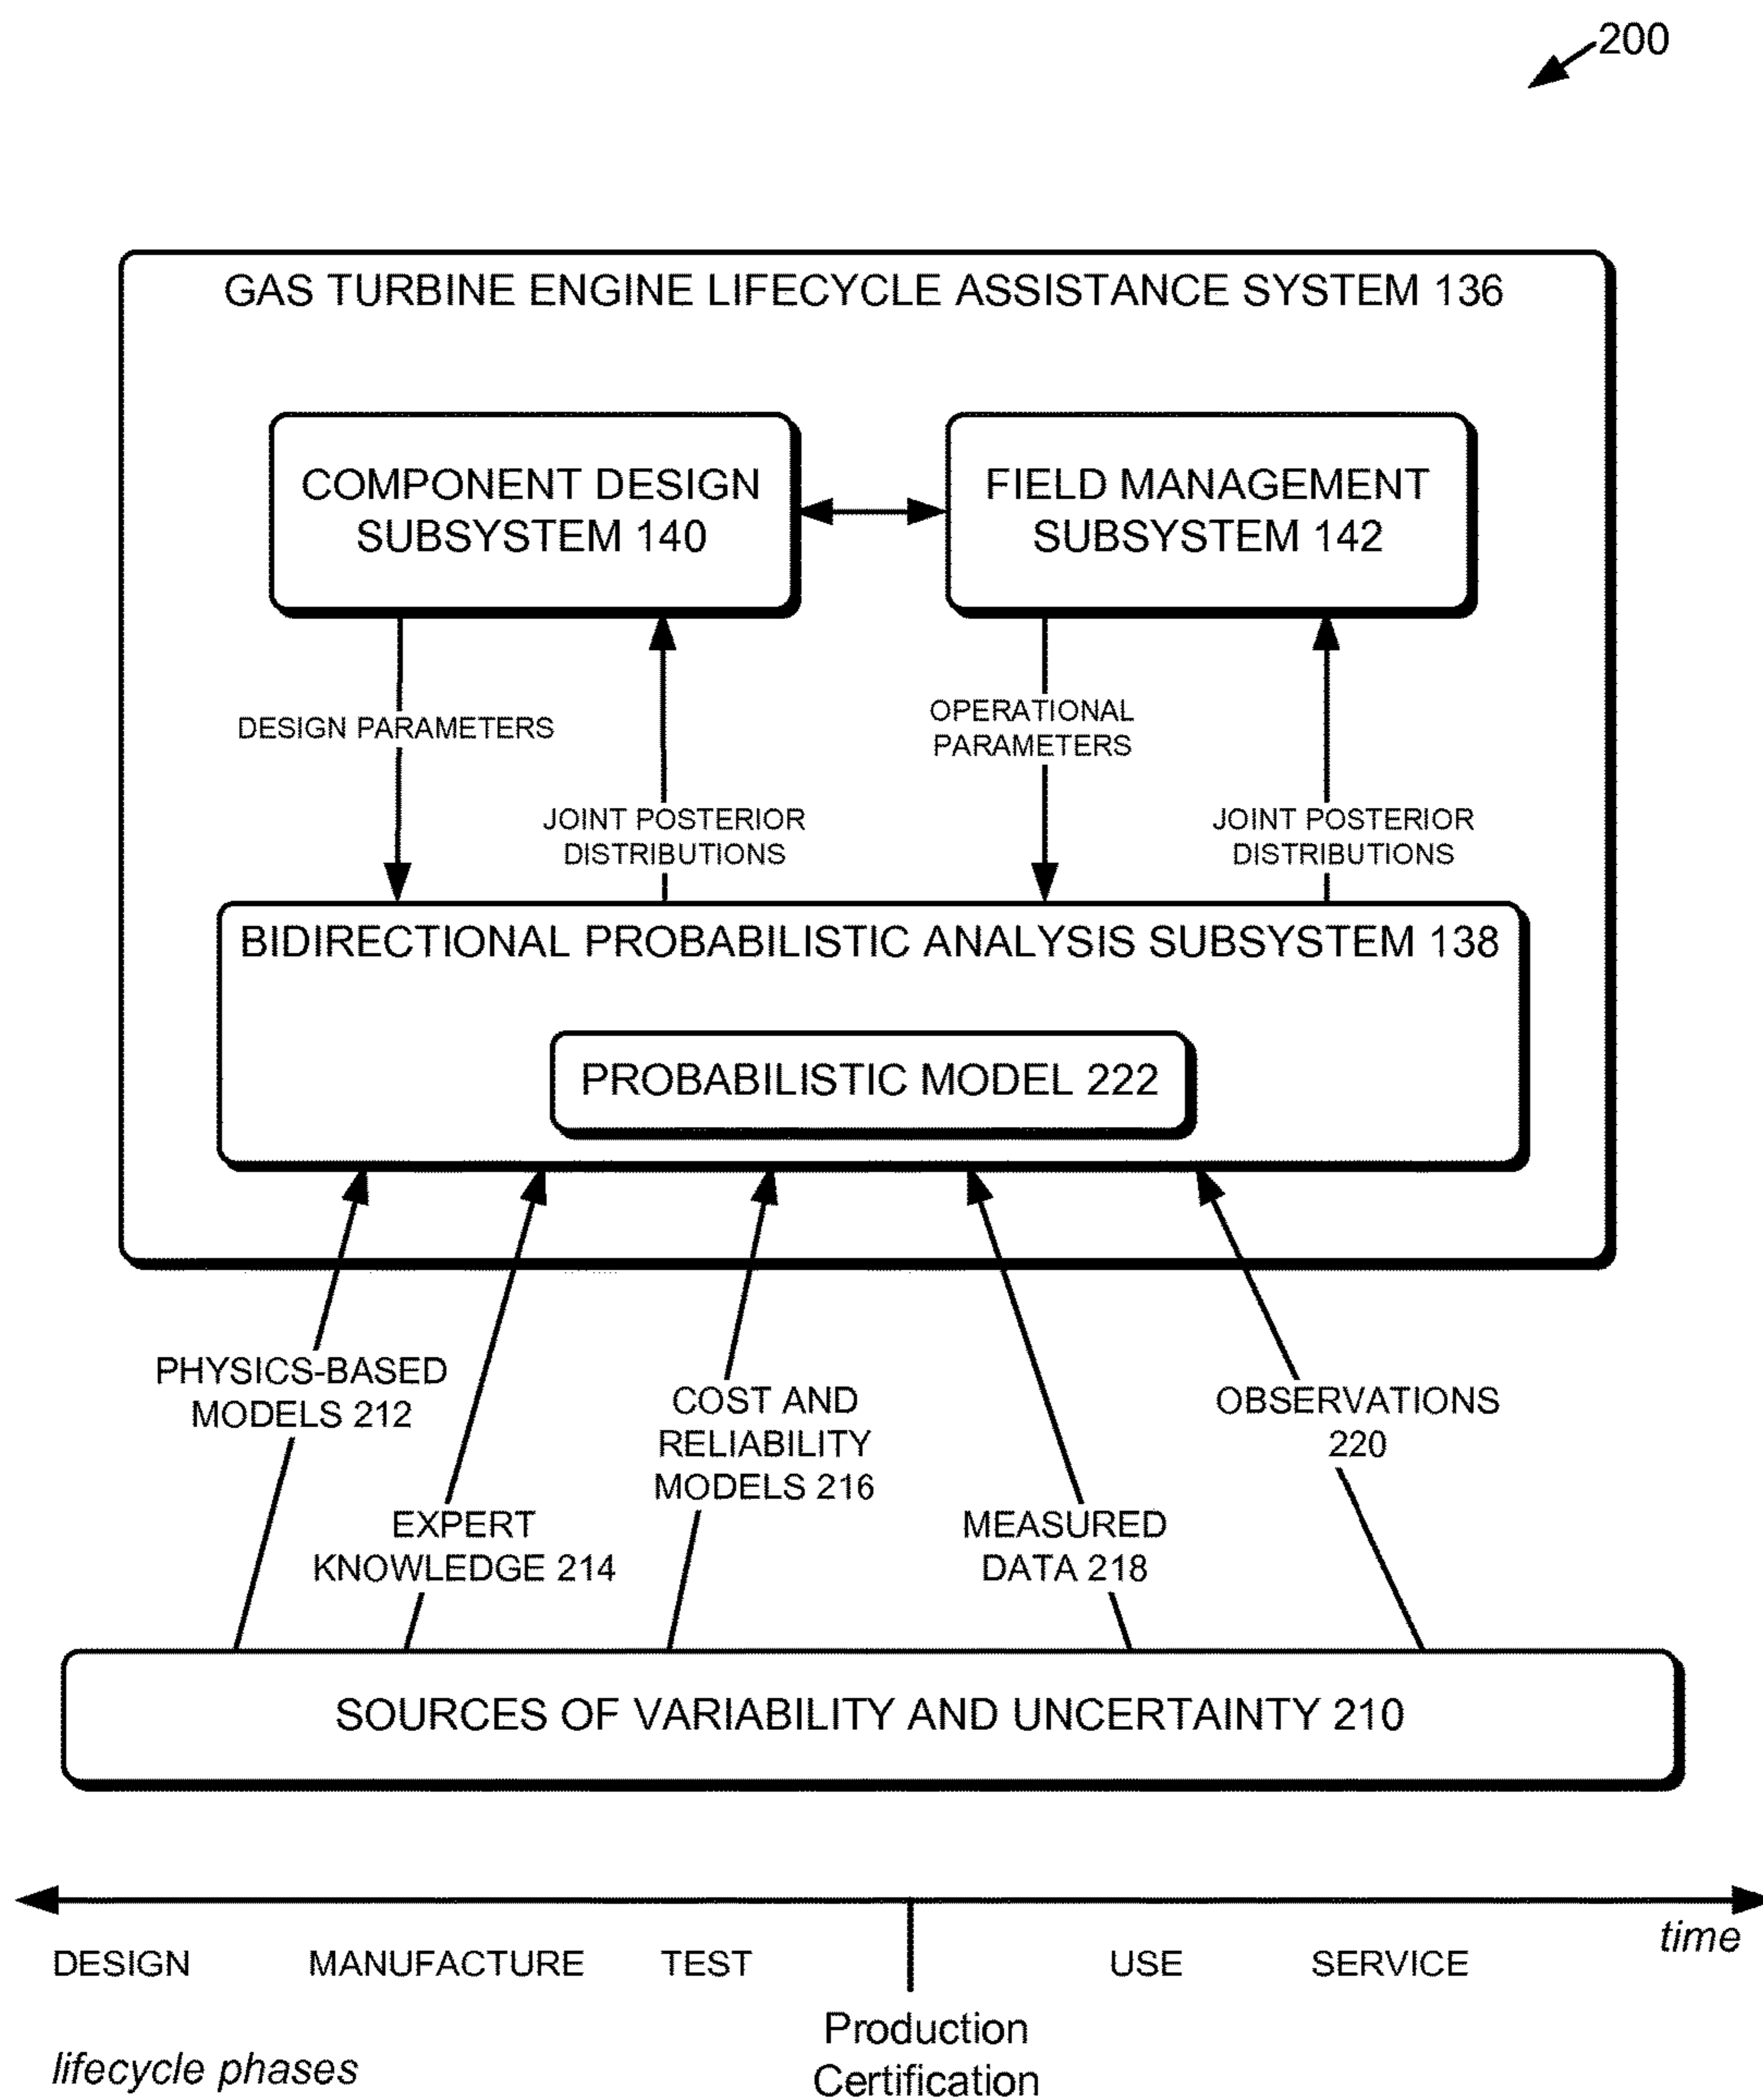 200
GAS TURBINE ENGINE LIFECYCLE ASSISTANCE SYSTEM 136
COMPONENT DESIGN
SUBSYSTEM 140
FIELD MANAGEMENT
SUBSYSTEM 142
DESIGN PARAMETERS
JOINT POSTERIOR
DISTRIBUTIONS
OPERATIONAL
PARAMETERS
JOINT POSTERIOR
DISTRIBUTIONS
BIDIRECTIONAL PROBABILISTIC ANALYSIS SUBSYSTEM 138
PROBABILISTIC MODEL 222
PHYSICS-BASED
MODELS 212
EXPERT
KNOWLEDGE 214
COST AND
RELIABILITY
MODELS 216
MEASURED
DATA 218
OBSERVATIONS
220
SOURCES OF VARIABILITY AND UNCERTAINTY 210
time
DESIGN
MANUFACTURE
TEST
USE
SERVICE
Production
Certification
lifecycle phases